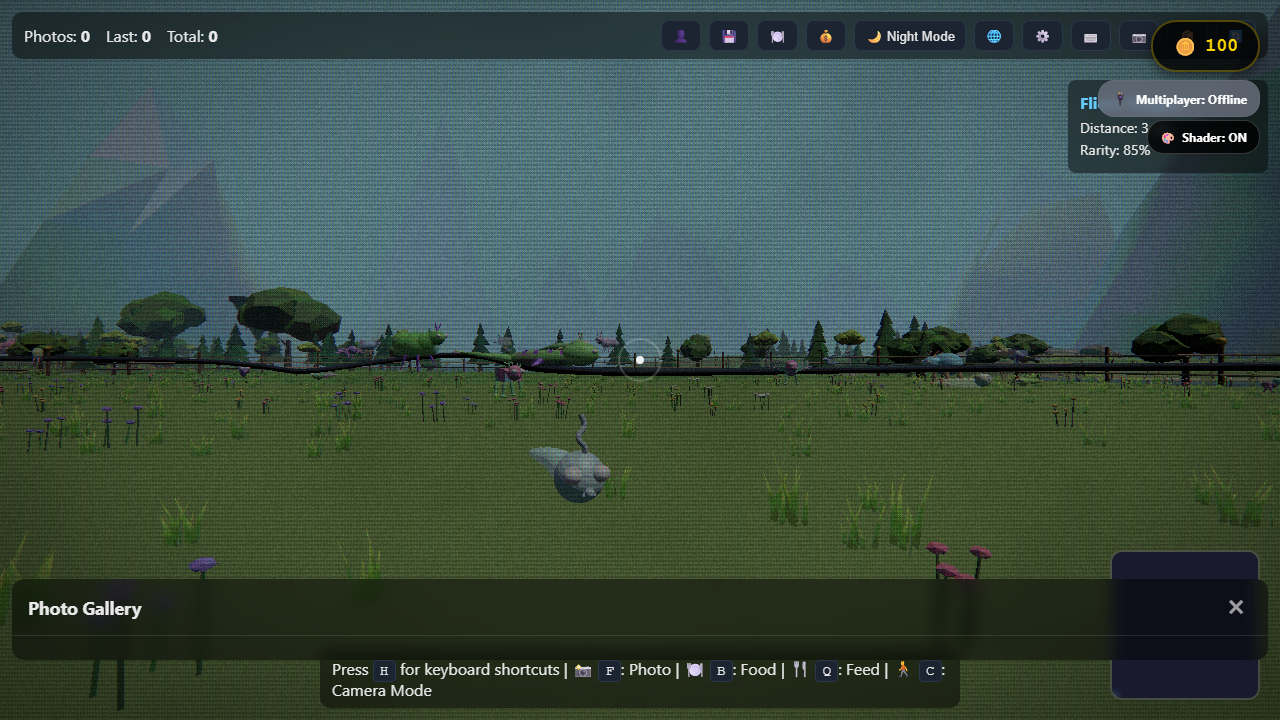 Photos: 0 Last: 0 Total: 0
Night Mode
100
Multiplayer: Offline
Distance: 3
Shader: ON
Rarity: 85%
Photo Gallery
Press H for keyboard shortcuts | F : Photo | B : Food | Q : Feed | C :
Camera Mode